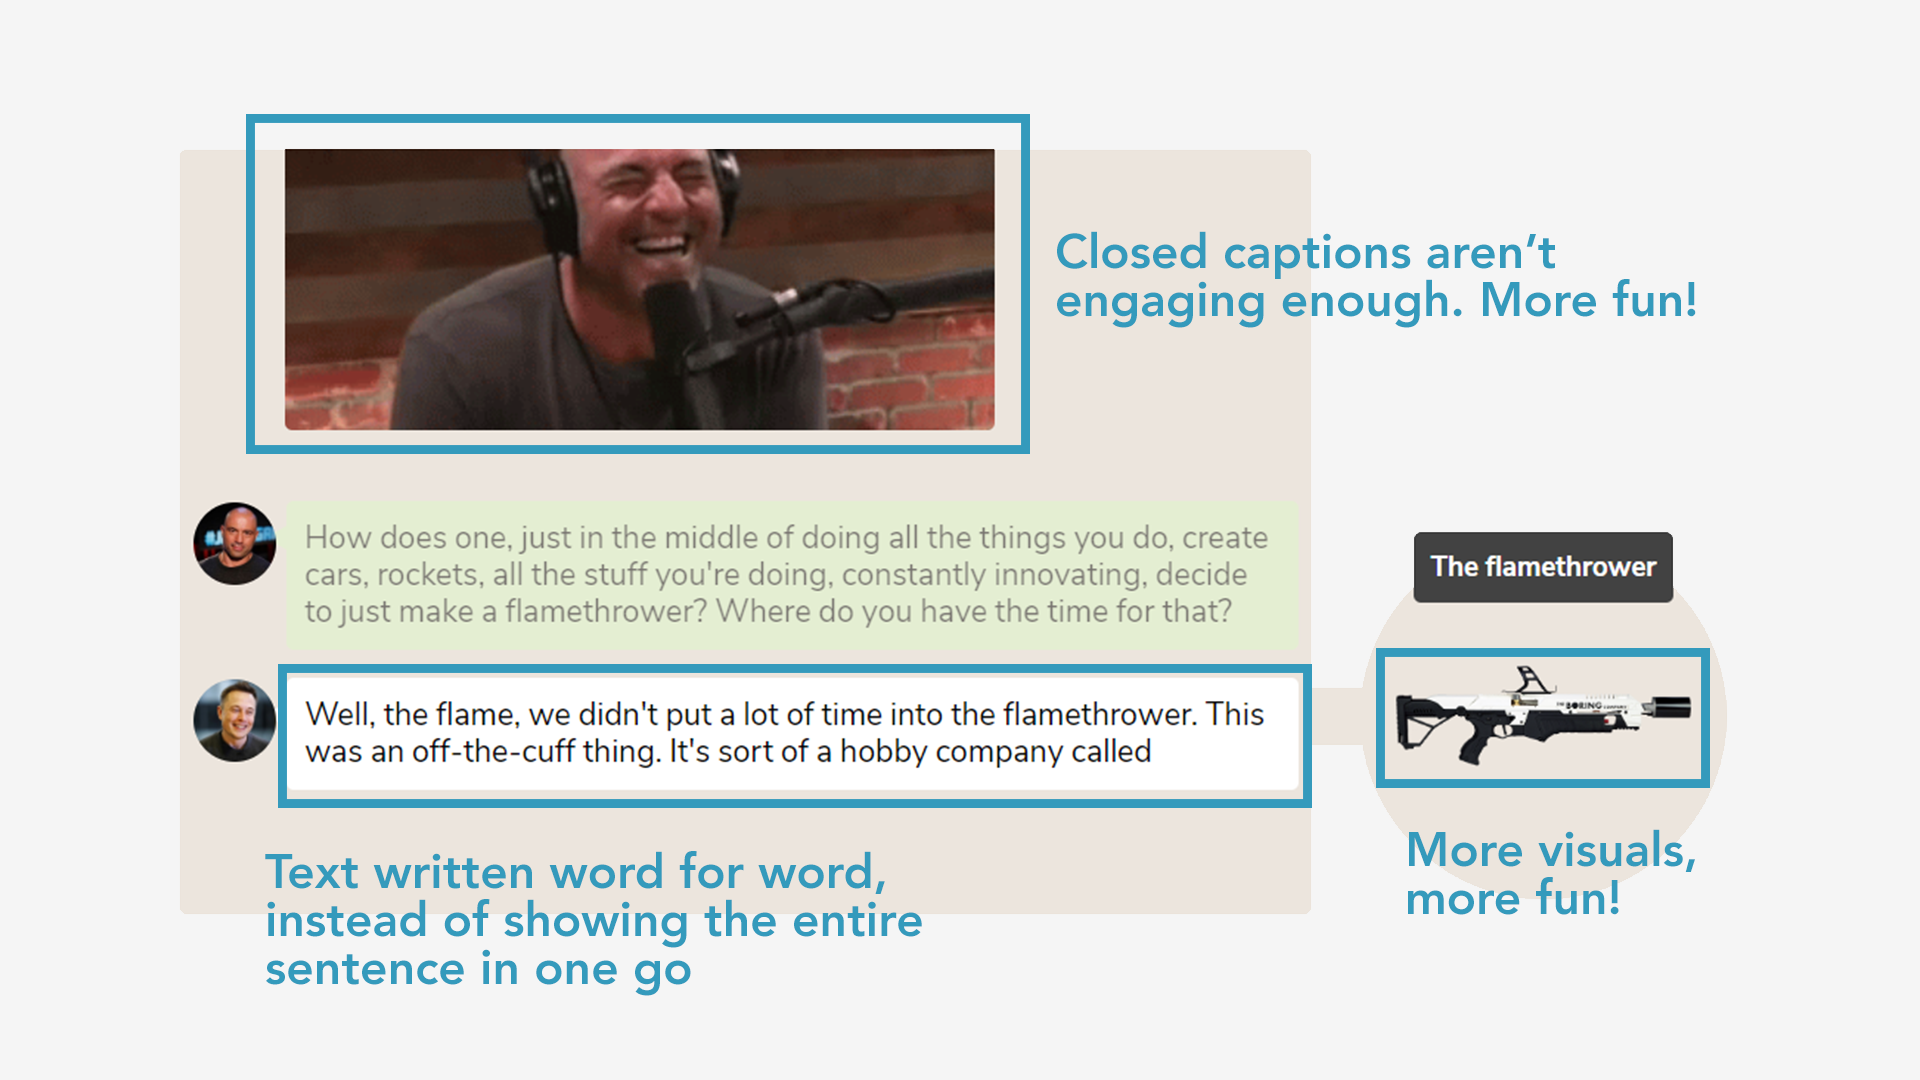 Closed captions aren’t
engaging enough. More fun!
How does one, just in the middle of doing all the things you do, create
cars, rockets, all the stuff you're doing, constantly innovating, decide
to just make a flamethrower? Where do you have the time for that?
The flamethrower
BORING
Well, the flame, we didn't put a lot of time into the flamethrower. This
was an off-the-cuff thing. It's sort of a hobby company called
More visuals,
more fun!
Text written word for word,
instead of showing the entire
sentence in one go